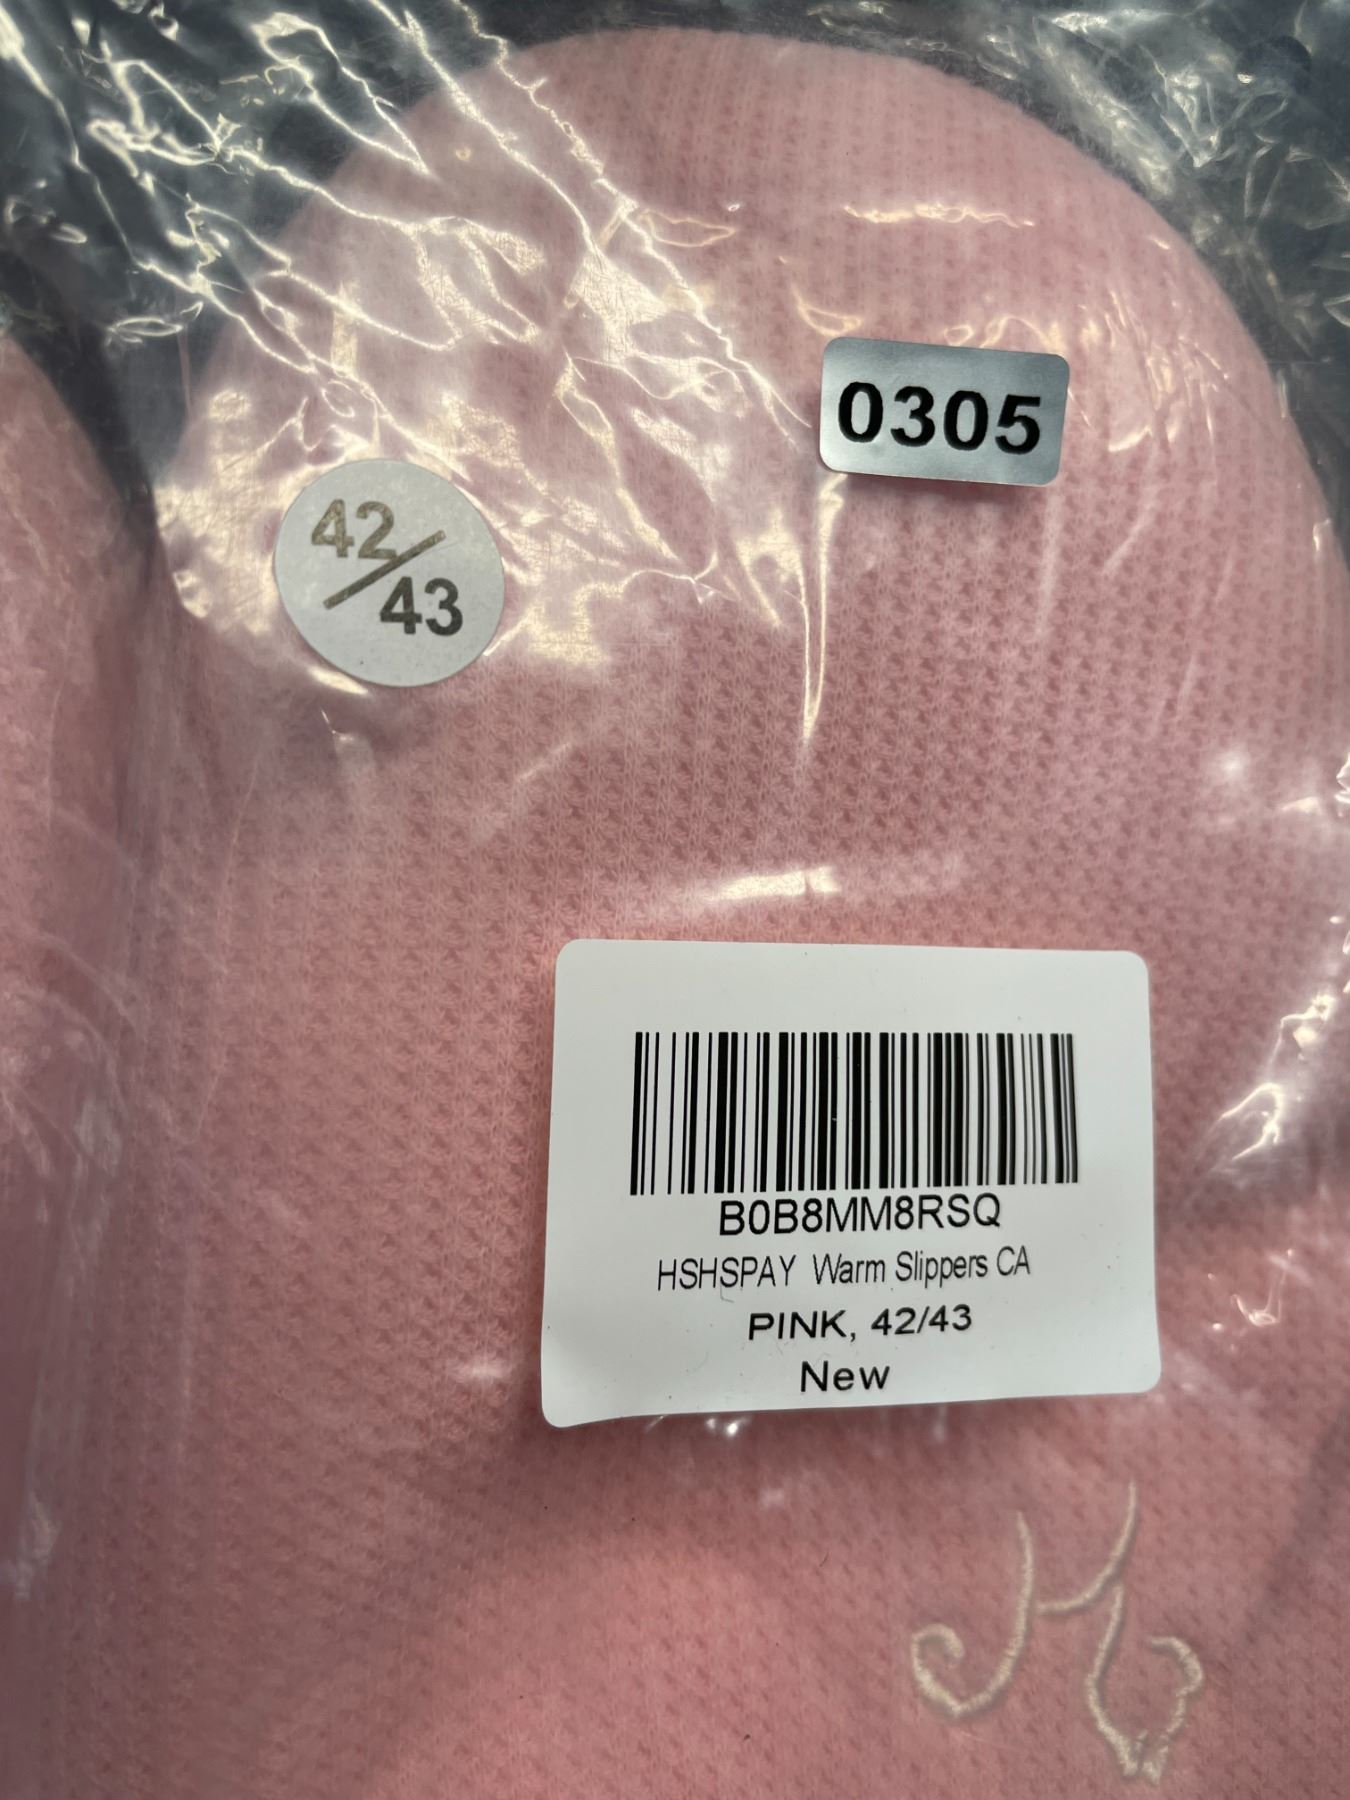 0305
42/
43
B0B8MM8RSQ
HSHSPAY Warm Slippers CA
PINK, 42/43
New
H